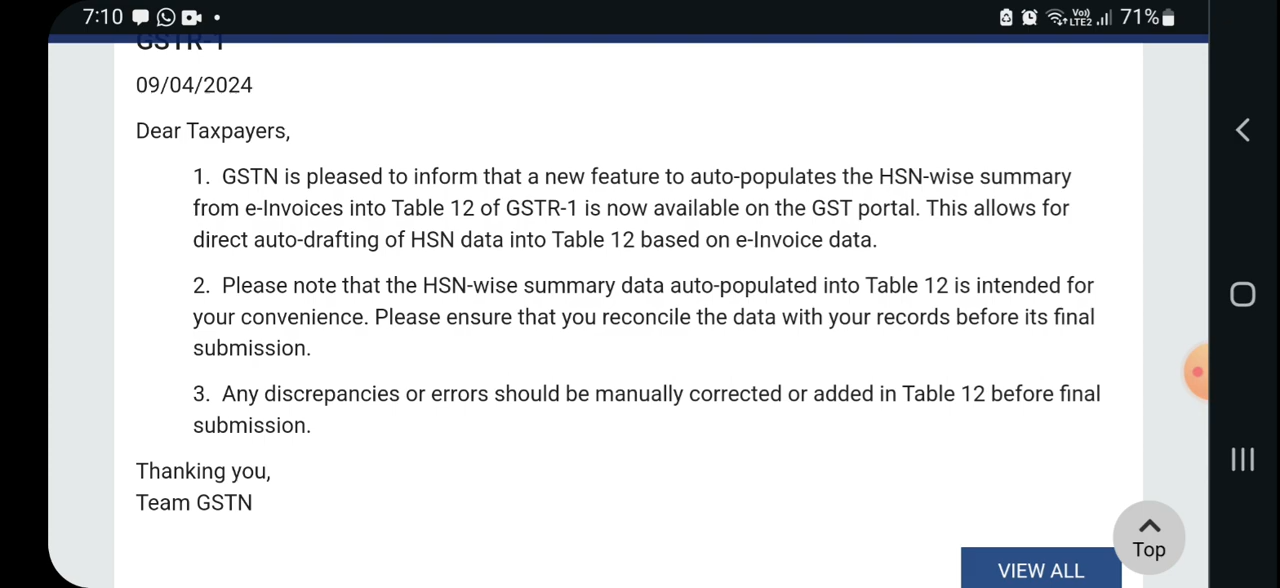 7:10
Vo))
LTE2
71%
GSTR-1
09/04/2024
Dear Taxpayers,
1. GSTN is pleased to inform that a new feature to auto-populates the HSN-wise summary
from e-Invoices into Table 12 of GSTR-1 is now available on the GST portal. This allows for
direct auto-drafting of HSN data into Table 12 based on e-Invoice data.
2. Please note that the HSN-wise summary data auto-populated into Table 12 is intended for
your convenience. Please ensure that you reconcile the data with your records before its final
submission.
3. Any discrepancies or errors should be manually corrected or added in Table 12 before final
submission.
Thanking you,
Team GSTN
Top
VIEW ALL